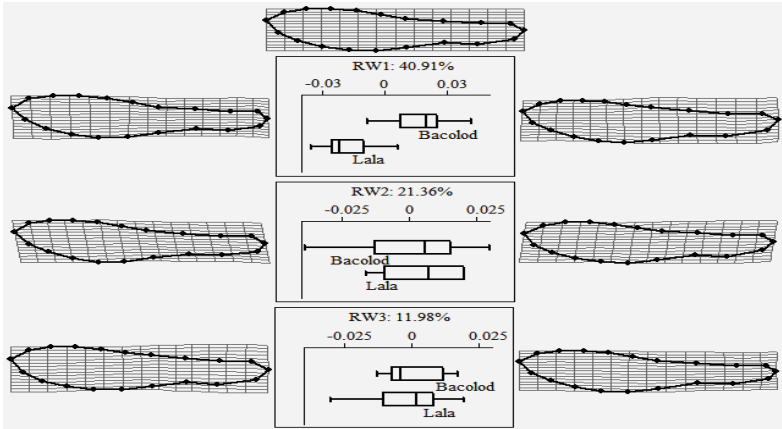 RW1: 40.91%
-0.03 0 0.03
Bacolod
Lala
RW2: 21.36%
-0.025 0 0.025
Bacolod
Lala
RW3: 11.98%
-0.025 0 0.025
Bacolod
Lala